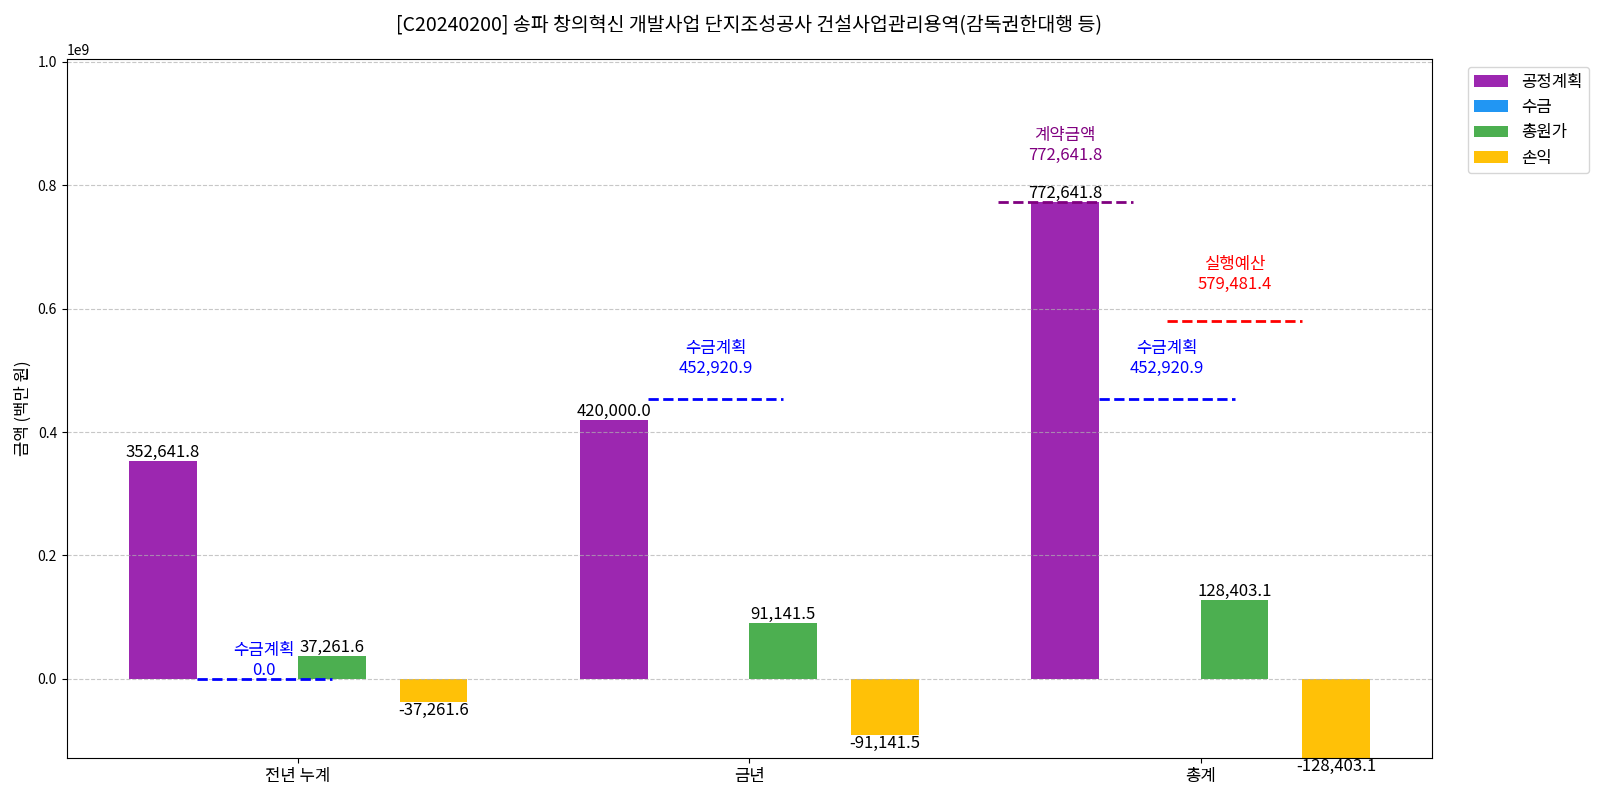 [C20240200] 송파 창의혁신 개발사업 단지조성공사 건설사업관리용역(감독권한대행 등)
1e9
1.0
0.8
0.6
0.4
0.2
0.0
금액 (백만 원)
계약금액
772,641.8
772,641.8
실행예산
579,481.4
수금계획
452,920.9
수금계획
452,920.9
420,000.0
352,641.8
128,403.1
91,141.5
수금계획
0.0
37,261.6
-37,261.6
-91,141.5
-128,403.1
전년 누계
금년
총계
공정계획
수금
총원가
손익